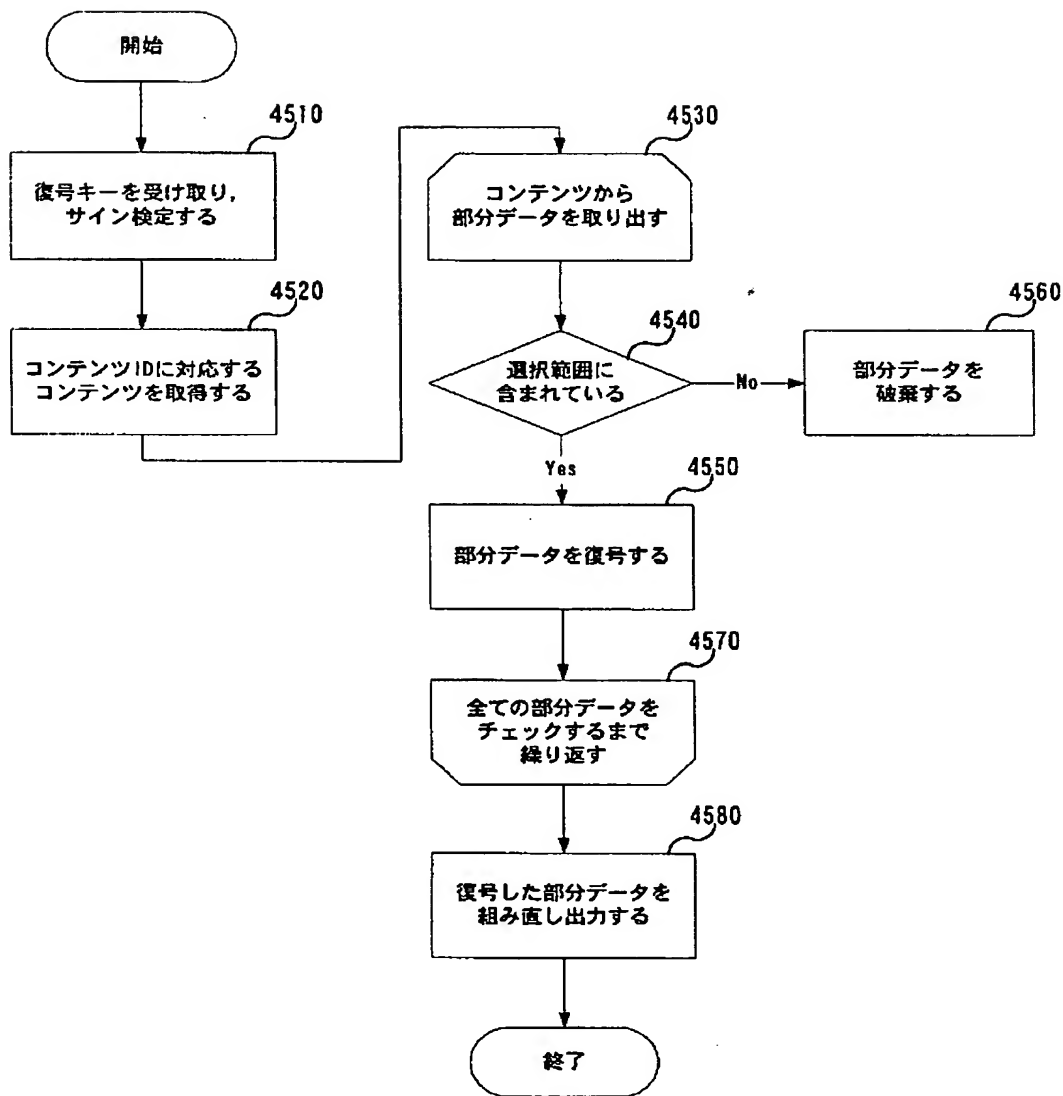 開始
4510
復号キーを受け取り,
サイン検定する
4520
コンテンツIDに対応する
コンテンツを取得する
4530
コンテンツから
部分データを取り出す
4540
選択範囲に
含まれている
No
4560
部分データを
破棄する
Yes
4550
部分データを復号する
4570
全ての部分データを
チェックするまで
繰り返す
4580
復号した部分データを
組み直し出力する
終了